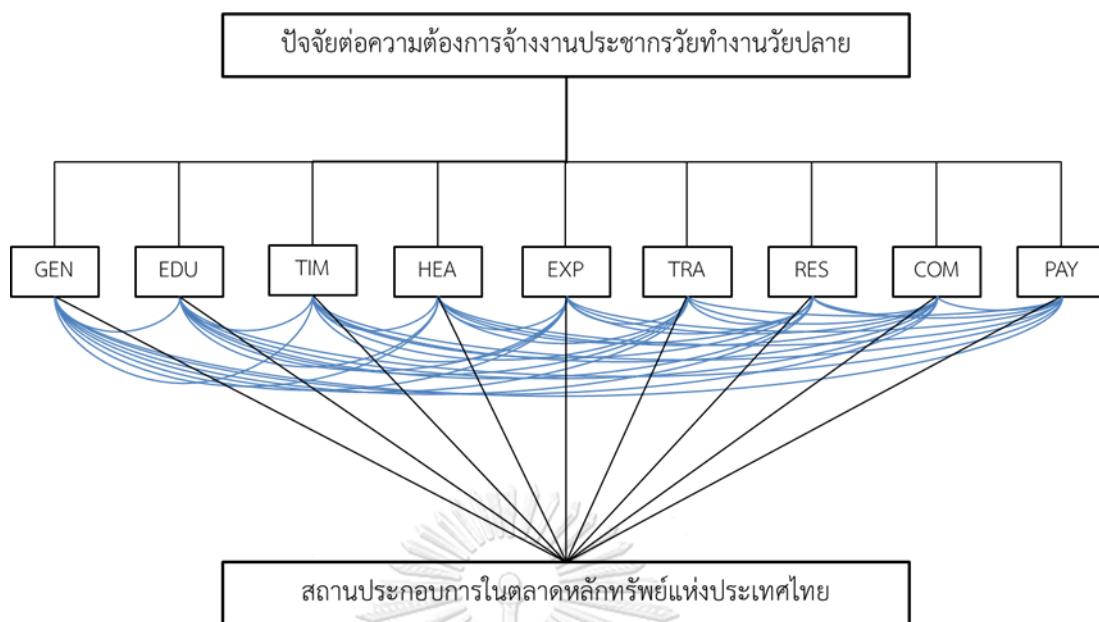 ปัจจัยต่อความต้องการจ้างงานประชากรวัยทำงานวัยปลาย
GEN EDU TIM HEA EXP TRA RES COM PAY
สถานประกอบการในตลาดหลักทรัพย์แห่งประเทศไทย